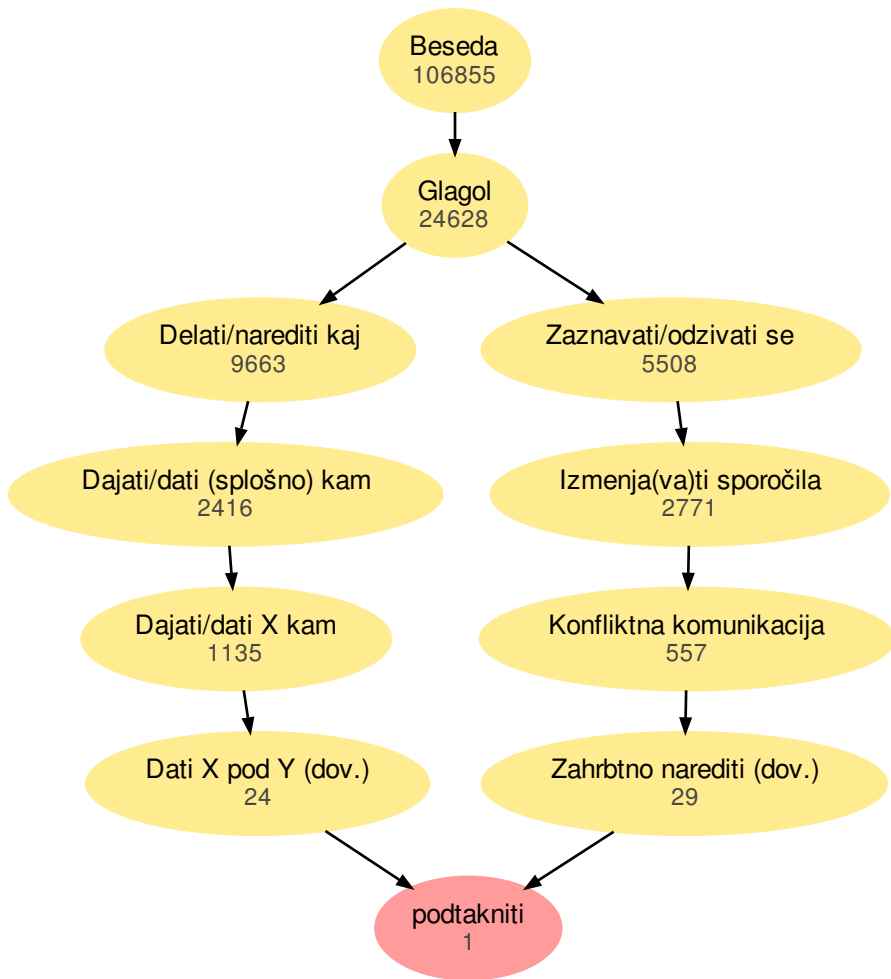 Beseda
106855
Glagol
24628
Delati/narediti kaj
9663
Zaznavati/odzivati se
5508
Dajati/dati (splošno) kam
2416
Izmenja(va)ti sporočila
2771
Dajati/dati X kam
1135
Konfliktna komunikacija
557
Dati X pod Y (dov.)
24
Zahrbtno narediti (dov.)
29
podtakniti
1